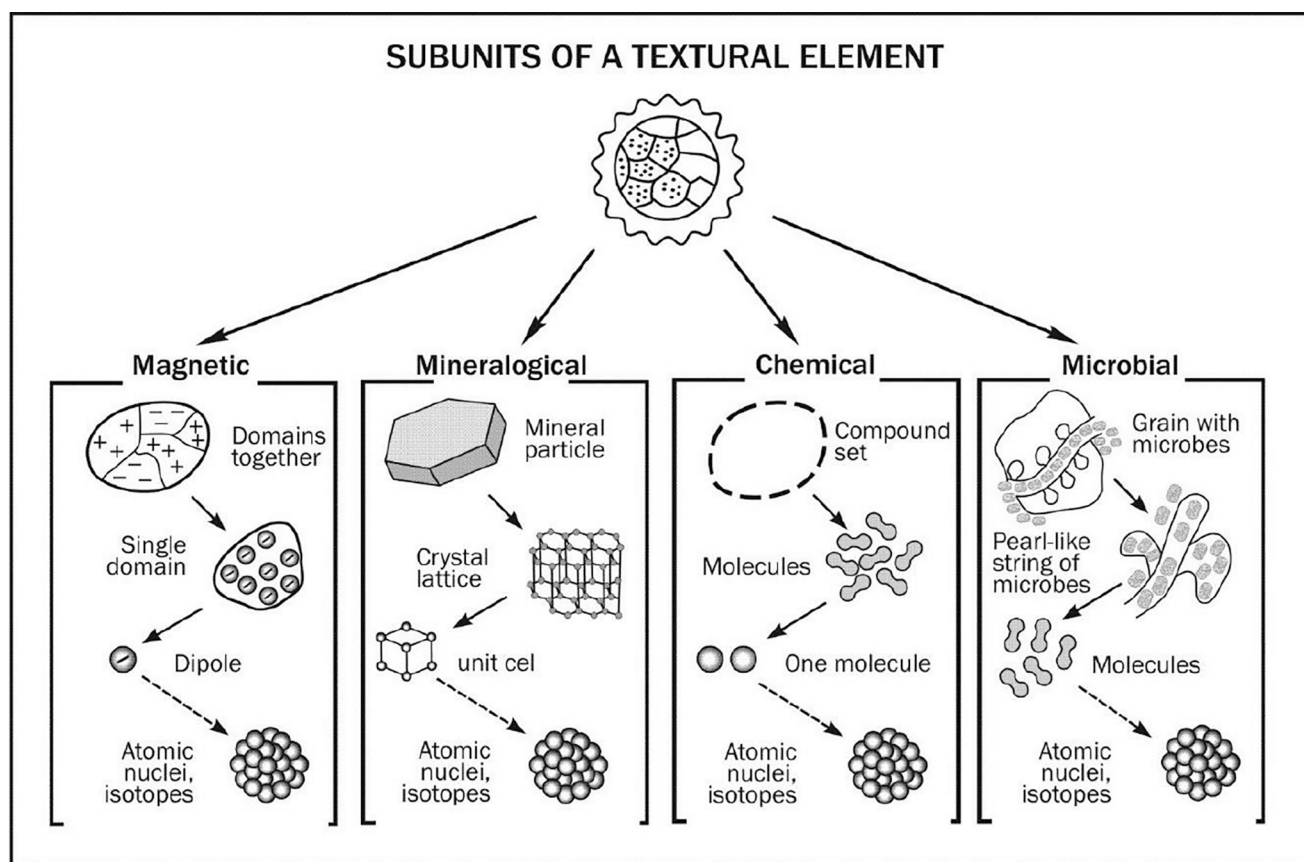 SUBUNITS OF A TEXTURAL ELEMENT
Magnetic
Domains
together
Single
domain
Dipole
Atomic
nuclei,
isotopes
Mineralogical
Mineral
particle
Crystal
lattice
unit cel
Atomic
nuclei,
isotopes
Chemical
Compound
set
Molecules
One molecule
Atomic
nuclei,
isotopes
Microbial
Grain with
microbes
Pearl-like
string of
microbes
Molecules
Atomic
nuclei,
isotopes